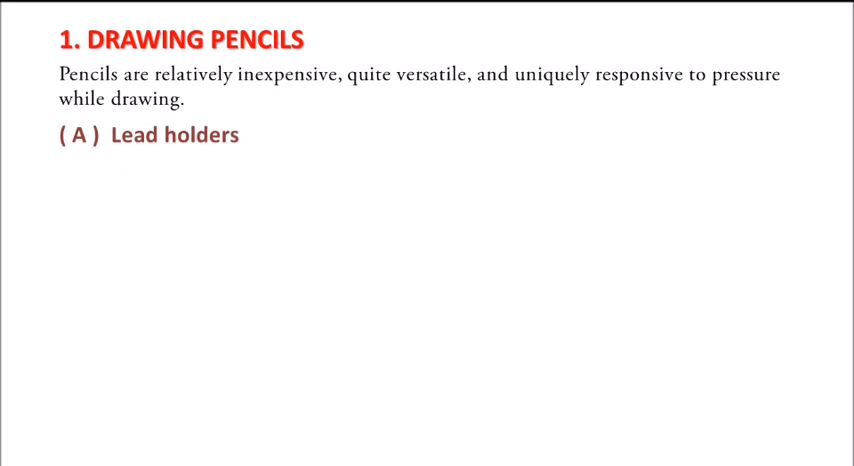 1. DRAWING PENCILS
Pencils are relatively inexpensive, quite versatile, and uniquely responsive to pressure
while drawing.
( A ) Lead holders